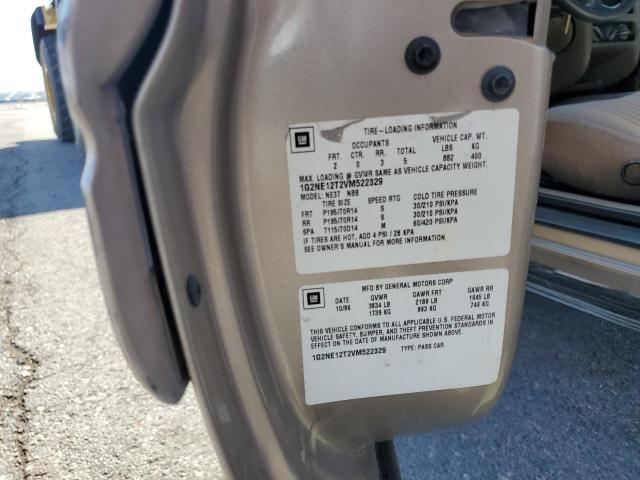 GM
TIRE-LOADING INFORMATION
OCCUPANTS VEHICLE CAP. WT.
FRT. CTR. RR. TOTAL LBS KG
2 0 3 5 882 400
MAX. LOADING @ GVWR SAME AS VEHICLE CAPACITY WEIGHT.
1G2NE12T2VM522329
MODEL: NE37 NB8
TIRE SIZE SPEED RTG COLD TIRE PRESSURE
FRT P195/70R14 S 30/210 PSI/KPA
RR P195/70R14 S 30/210 PSI/KPA
SPA T115/70D14 M 60/420 PSI/KPA
IF TIRES ARE HOT, ADD 4 PSI / 28 KPA
SEE OWNER'S MANUAL FOR MORE INFORMATION
GM
MFD BY GENERAL MOTORS CORP
DATE GVWR GAWR FRT GAWR RR
10/96 3834 LB 2189 LB 1645 LB
1739 KG 993 KG 746 KG
THIS VEHICLE CONFORMS TO ALL APPLICABLE U.S. FEDERAL MOTOR
VEHICLE SAFETY, BUMPER, AND THEFT PREVENTION STANDARDS IN
EFFECT ON THE DATE OF MANUFACTURE SHOWN ABOVE.
1G2NE12T2VM522329 TYPE: PASS CAR